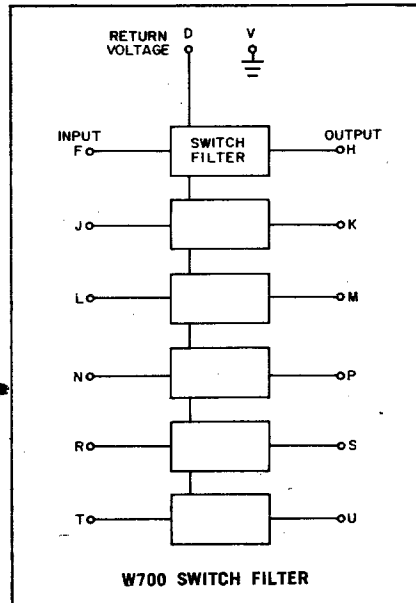 RETURN VOLTAGE D V
INPUT OUTPUT
F SWITCH FILTER H
J K
L M
N P
R S
T U
W700 SWITCH FILTER